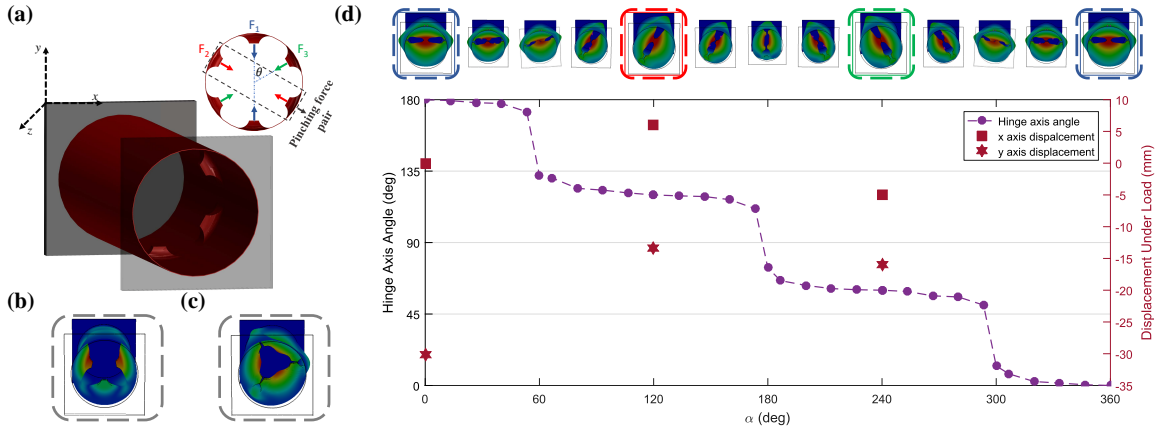 (a)
y
x
z
F1
F2
F3
θ
Pinching force
pair
(b)
(c)
(d)
Hinge axis angle
x axis dispalcement
y axis displacement
Hinge Axis Angle (deg)
180
135
90
45
0
Displacement Under Load (mm)
10
5
0
-5
-10
-15
-20
-25
-30
-35
0
60
120
180
240
300
360
α (deg)